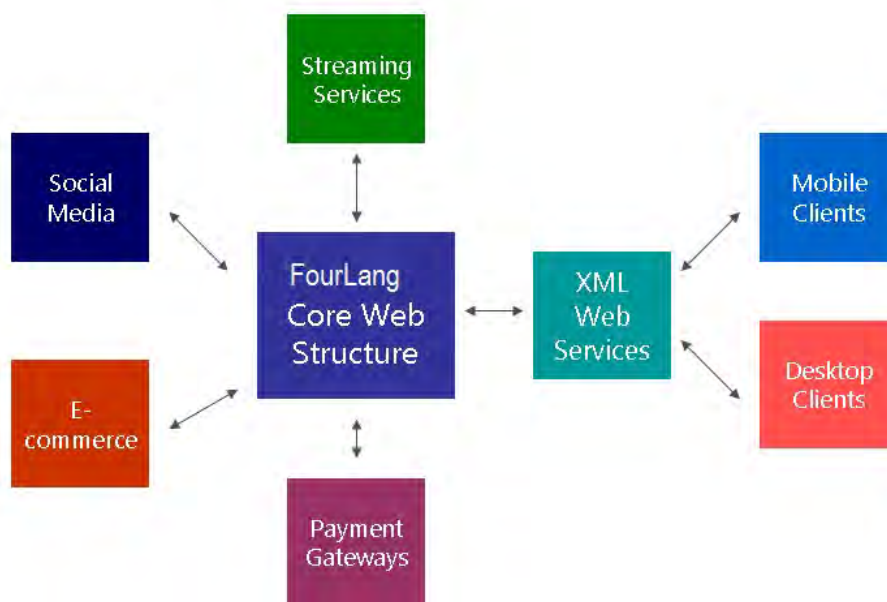 Streaming
Services
Social
Media
Mobile
Clients
FourLang
Core Web
Structure
XML
Web
Services
E-
commerce
Desktop
Clients
Payment
Gateways